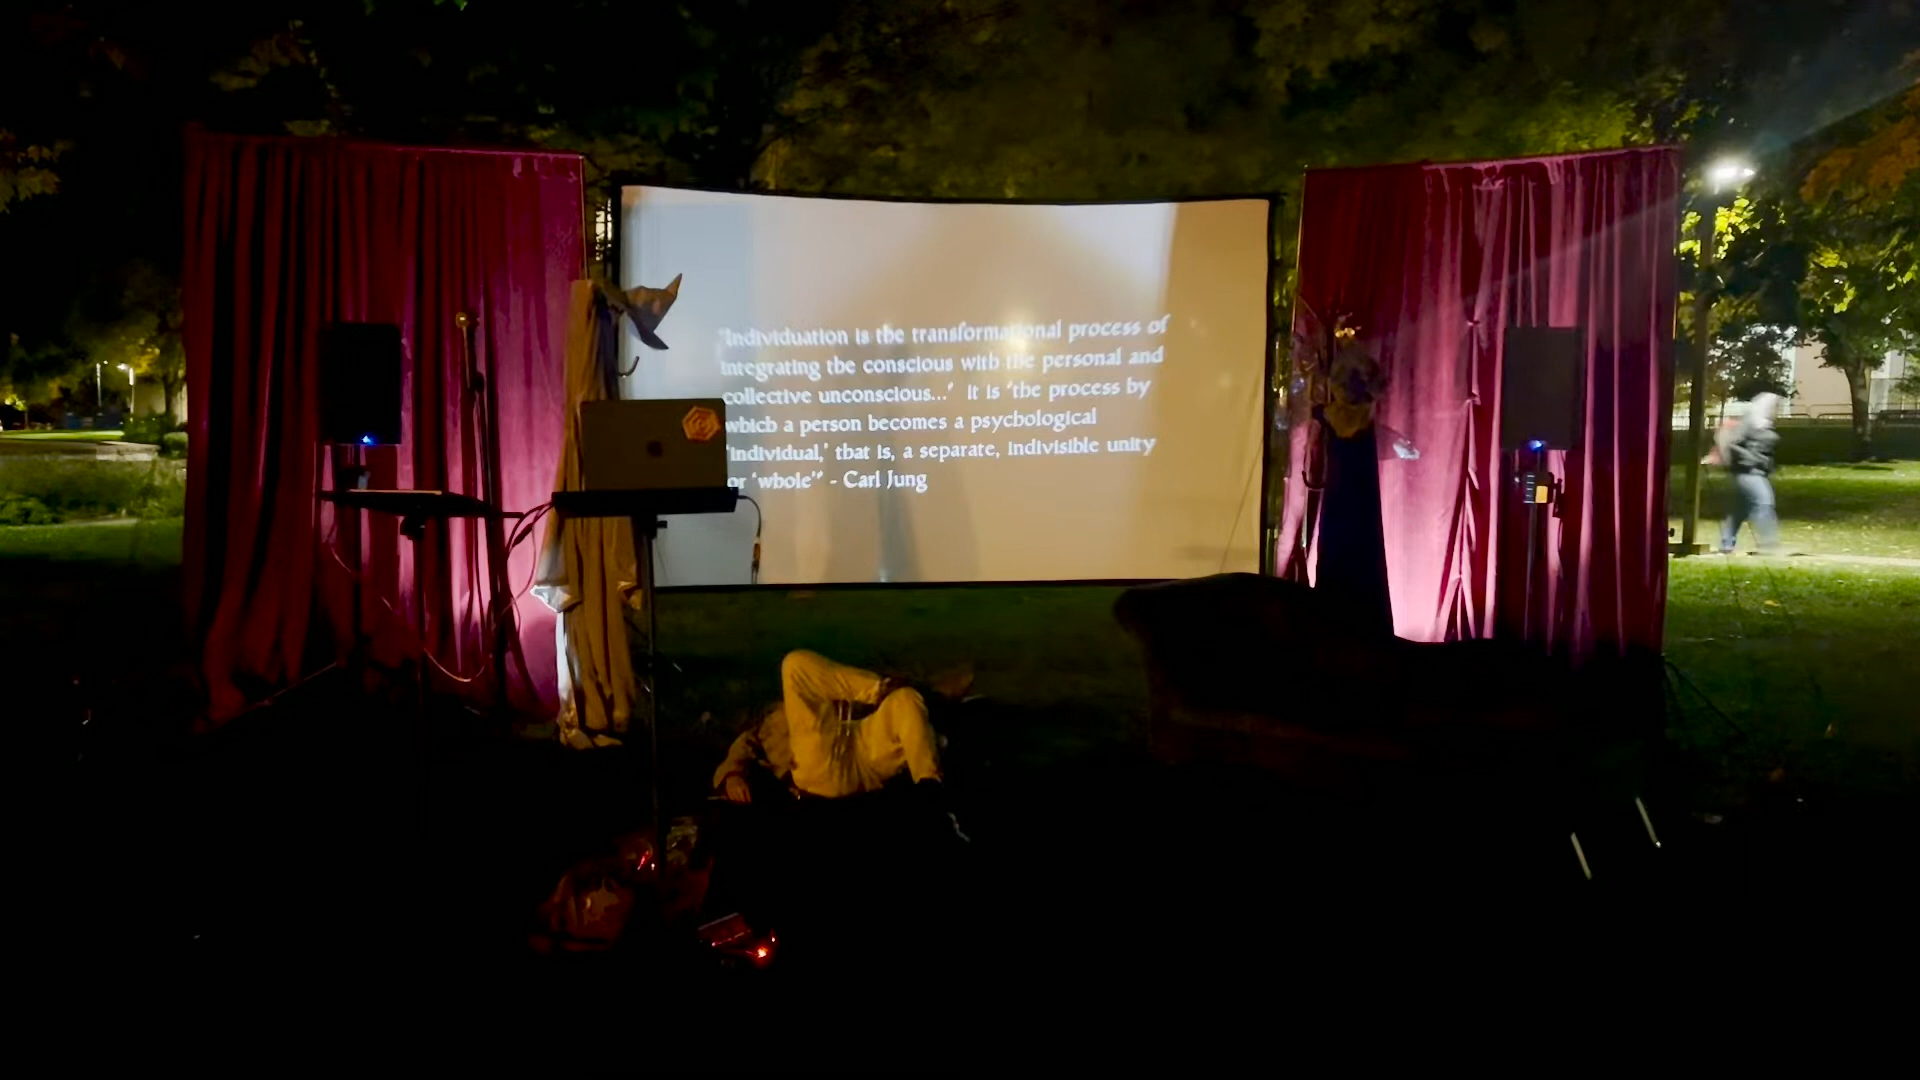 "Individuation is the transformational process of
integrating the conscious with the personal and
collective unconscious..." It is "the process by
which a person becomes a psychological
'individual,' that is, a separate, indivisible unity
or 'whole'" - Carl Jung